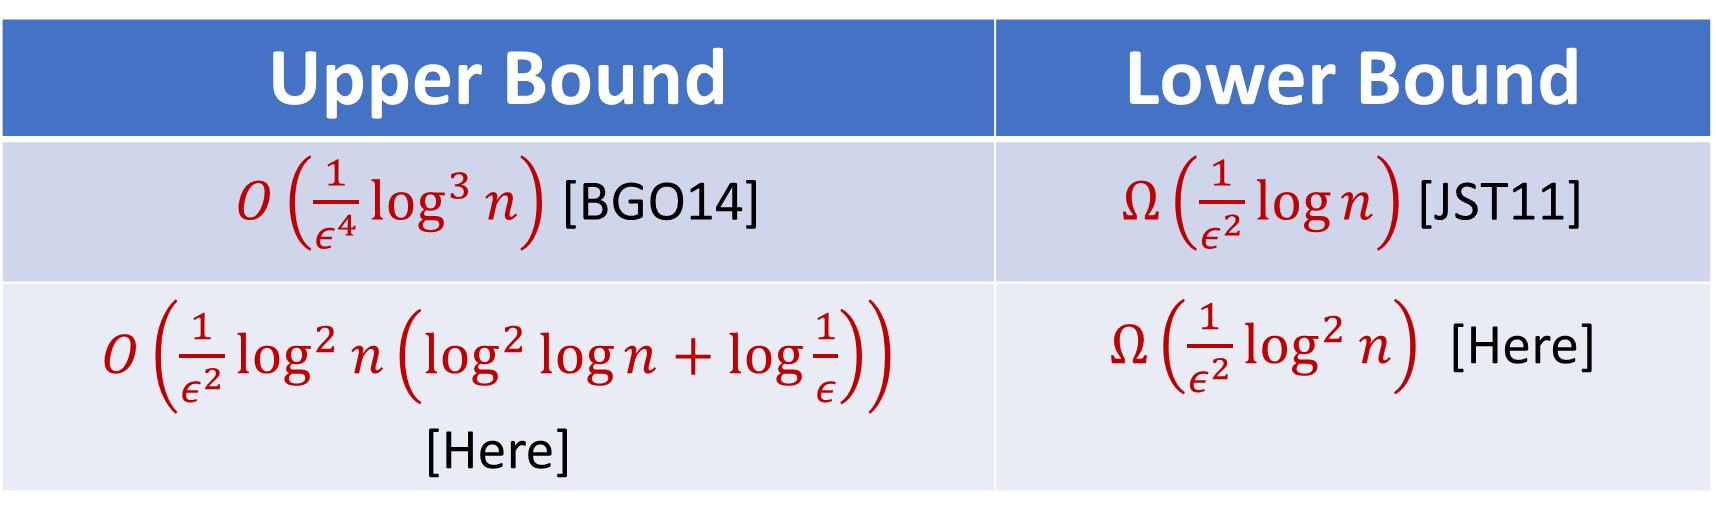 Upper Bound Lower Bound
O(1/ϵ⁴ log³ n) [BGO14] Ω(1/ϵ² log n) [JST11]
O(1/ϵ² log² n (log² log n + log 1/ϵ)) Ω(1/ϵ² log² n) [Here]
[Here]